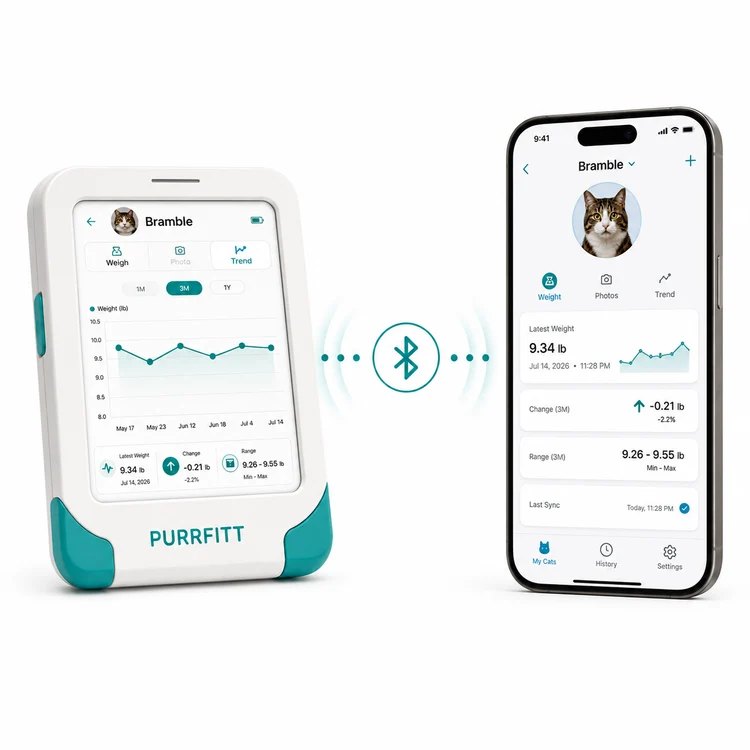 Bramble
Weigh Photo Trend
1M 3M 1Y
Weight (lb)
10.5
10.0
9.5
9.0
8.5
8.0
May 17 May 23 Jun 12 Jun 18 Jul 4 Jul 14
Latest Weight
9.34 lb
Jul 14, 2026
Change
-0.21 lb
-2.2%
Range
9.26 - 9.55 lb
Min - Max
PURRFITT
9:41
Bramble
Weight Photos Trend
Latest Weight
9.34 lb
Jul 14, 2026 • 11:28 PM
Change (3M)
-0.21 lb
-2.2%
Range (3M)
9.26 - 9.55 lb
Min - Max
Last Sync
Today, 11:28 PM
My Cats History Settings